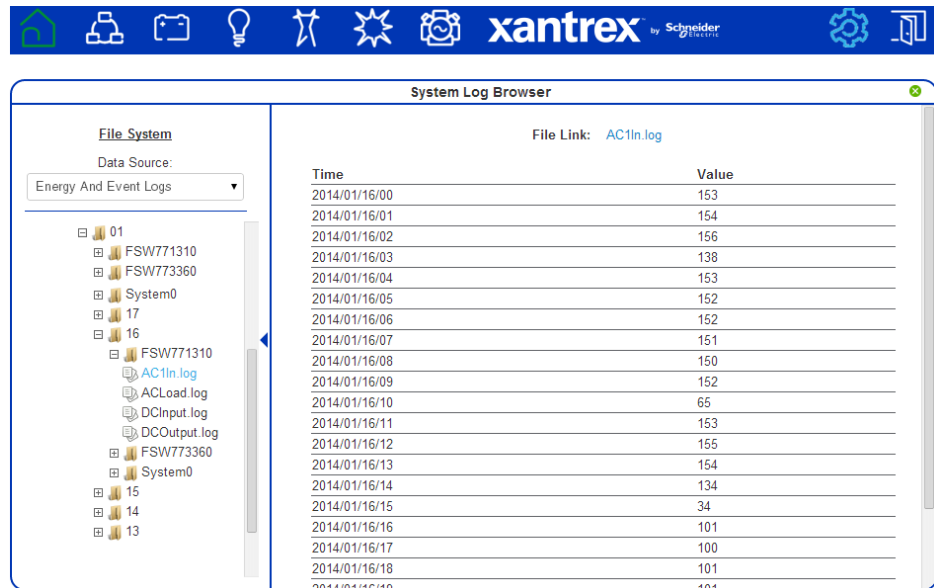 xantrex by Schneider Electric
System Log Browser
File System
Data Source:
Energy And Event Logs
01
FSW771310
FSW773360
System0
17
16
FSW771310
AC1In.log
ACLoad.log
DCInput.log
DCOutput.log
FSW773360
System0
15
14
13
File Link: AC1In.log
Time Value
2014/01/16/00 153
2014/01/16/01 154
2014/01/16/02 156
2014/01/16/03 138
2014/01/16/04 153
2014/01/16/05 152
2014/01/16/06 152
2014/01/16/07 151
2014/01/16/08 150
2014/01/16/09 152
2014/01/16/10 65
2014/01/16/11 153
2014/01/16/12 155
2014/01/16/13 154
2014/01/16/14 134
2014/01/16/15 34
2014/01/16/16 101
2014/01/16/17 100
2014/01/16/18 101